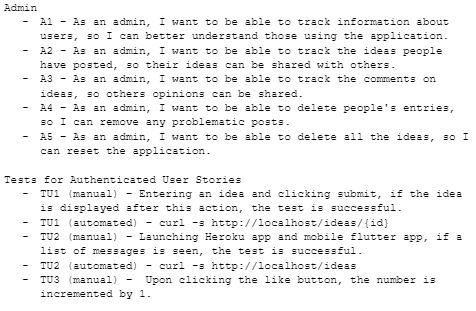 Admin
- A1 – As an admin, I want to be able to track information about
users, so I can better understand those using the application.
- A2 – As an admin, I want to be able to track the ideas people
have posted, so their ideas can be shared with others.
- A3 – As an admin, I want to be able to track the comments on
ideas, so others opinions can be shared.
- A4 – As an admin, I want to be able to delete people's entries,
so I can remove any problematic posts.
- A5 – As an admin, I want to be able to delete all the ideas, so I
can reset the application.
Tests for Authenticated User Stories
- TU1 (manual) – Entering an idea and clicking submit, if the idea
is displayed after this action, the test is successful.
- TU1 (automated) – curl -s http://localhost/ideas/{id}
- TU2 (manual) – Launching Heroku app and mobile flutter app, if a
list of messages is seen, the test is successful.
- TU2 (automated) – curl -s http://localhost/ideas
- TU3 (manual) – Upon clicking the like button, the number is
incremented by 1.